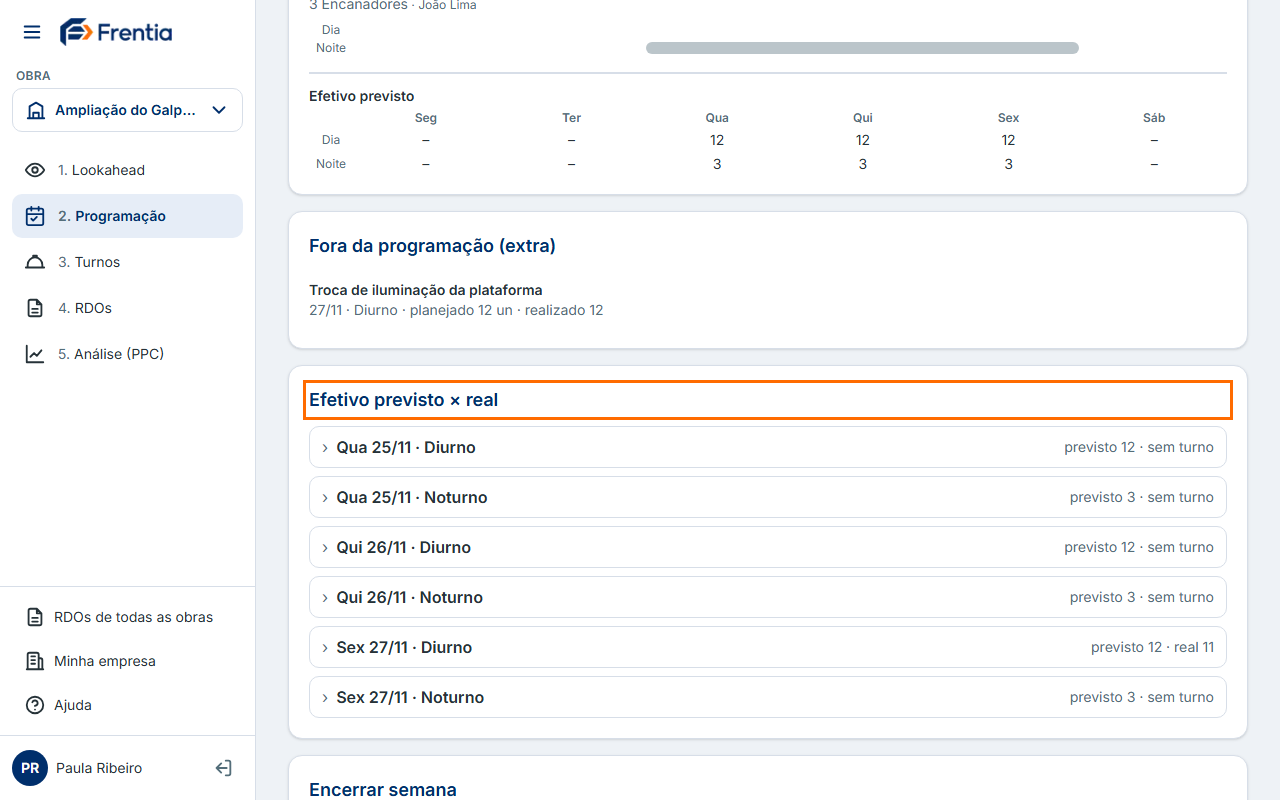 Frentia
OBRA
Ampliação do Galp...
1. Lookahead
2. Programação
3. Turnos
4. RDOs
5. Análise (PPC)
RDOs de todas as obras
Minha empresa
Ajuda
PR Paula Ribeiro
3 Encanadores · João Lima
Dia
Noite
Efetivo previsto
Seg Ter Qua Qui Sex Sáb
Dia – – 12 12 12 –
Noite – – 3 3 3 –
Fora da programação (extra)
Troca de iluminação da plataforma
27/11 · Diurno · planejado 12 un · realizado 12
Efetivo previsto × real
› Qua 25/11 · Diurno previsto 12 · sem turno
› Qua 25/11 · Noturno previsto 3 · sem turno
› Qui 26/11 · Diurno previsto 12 · sem turno
› Qui 26/11 · Noturno previsto 3 · sem turno
› Sex 27/11 · Diurno previsto 12 · real 11
› Sex 27/11 · Noturno previsto 3 · sem turno
Encerrar semana